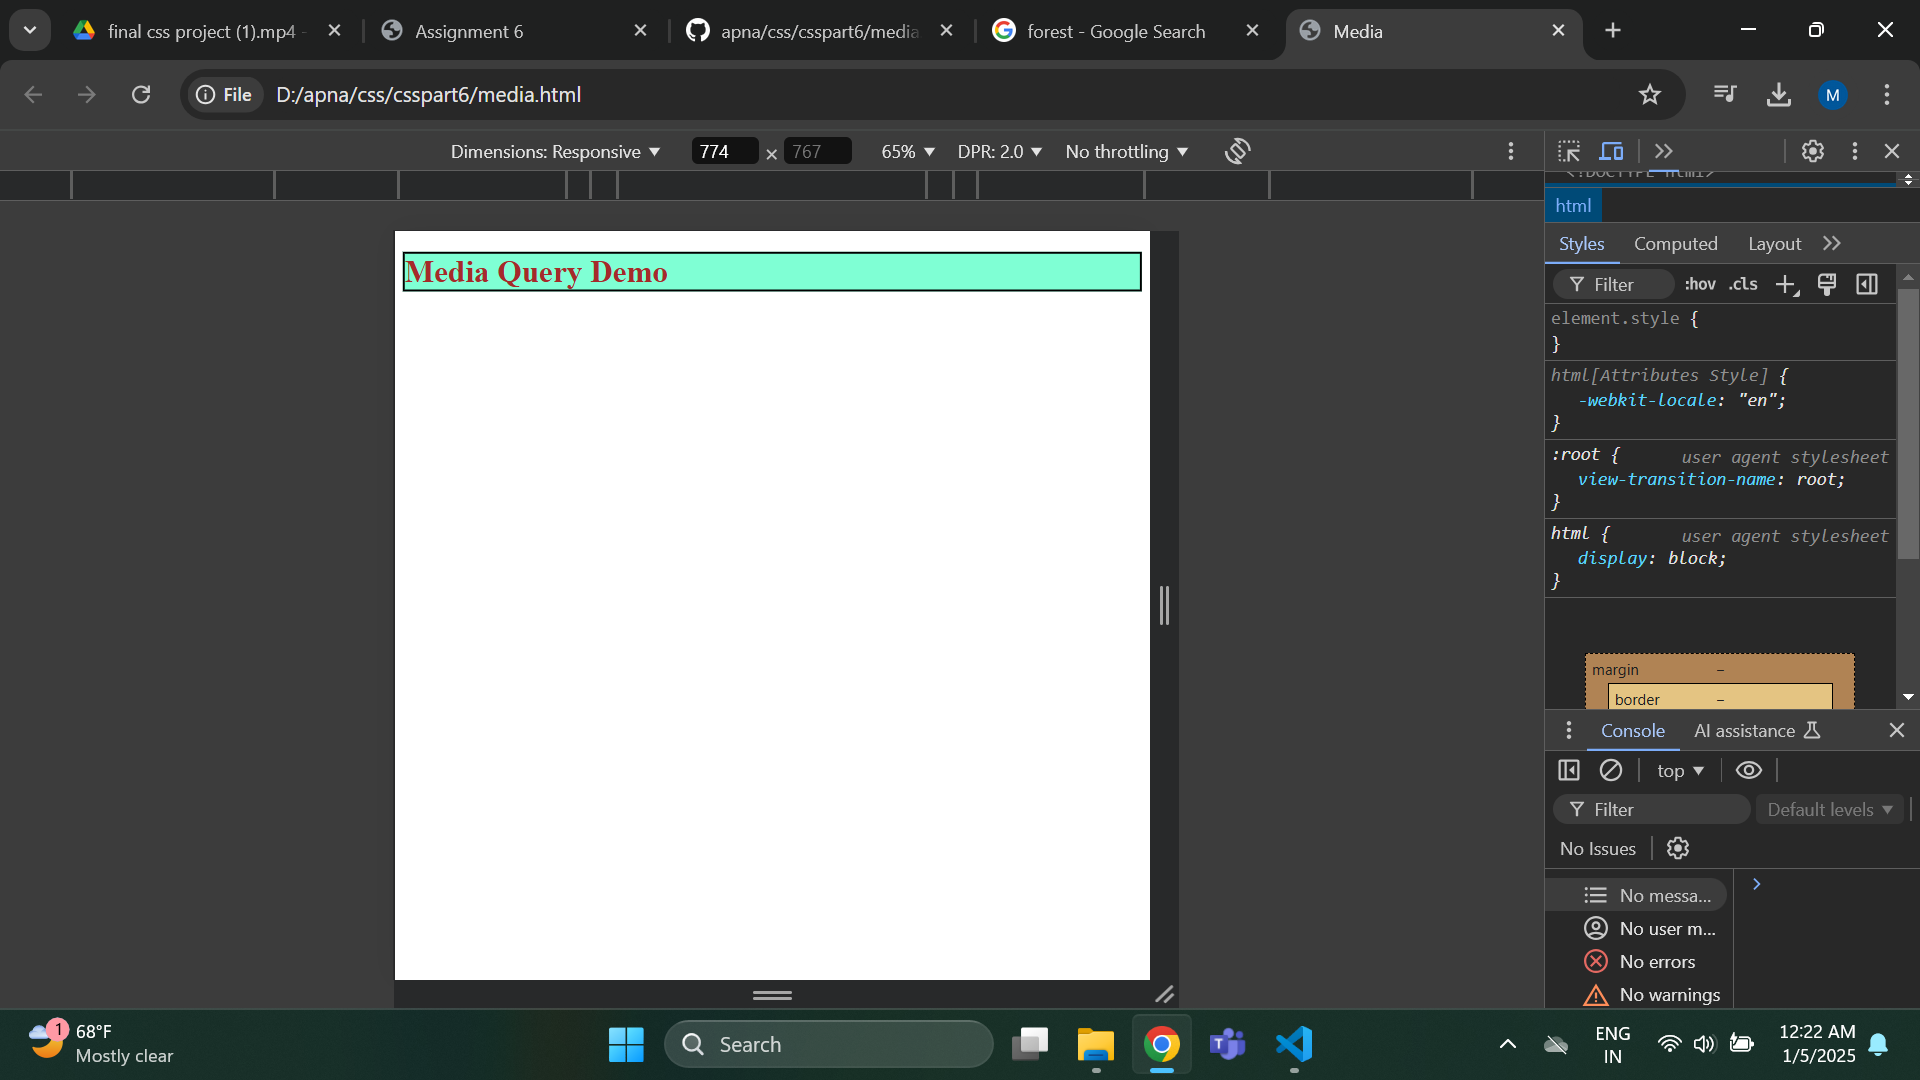 final css project (1).mp4 -
Assignment 6
apna/css/csspart6/media
forest - Google Search
Media
File
D:/apna/css/csspart6/media.html
M
Dimensions: Responsive
774 × 767
65%
DPR: 2.0
No throttling
<!DOCTYPE html>
html
Styles
Computed
Layout
Filter
:hov
.cls
element.style {
}
html[Attributes Style] {
-webkit-locale: "en";
}
:root {
user agent stylesheet
view-transition-name: root;
}
html {
user agent stylesheet
display: block;
}
margin
–
border
–
Media Query Demo
Console
AI assistance
top
Filter
Default levels
No Issues
No messa...
No user m...
No errors
No warnings
1
68°F
Mostly clear
Search
ENG
IN
12:22 AM
1/5/2025